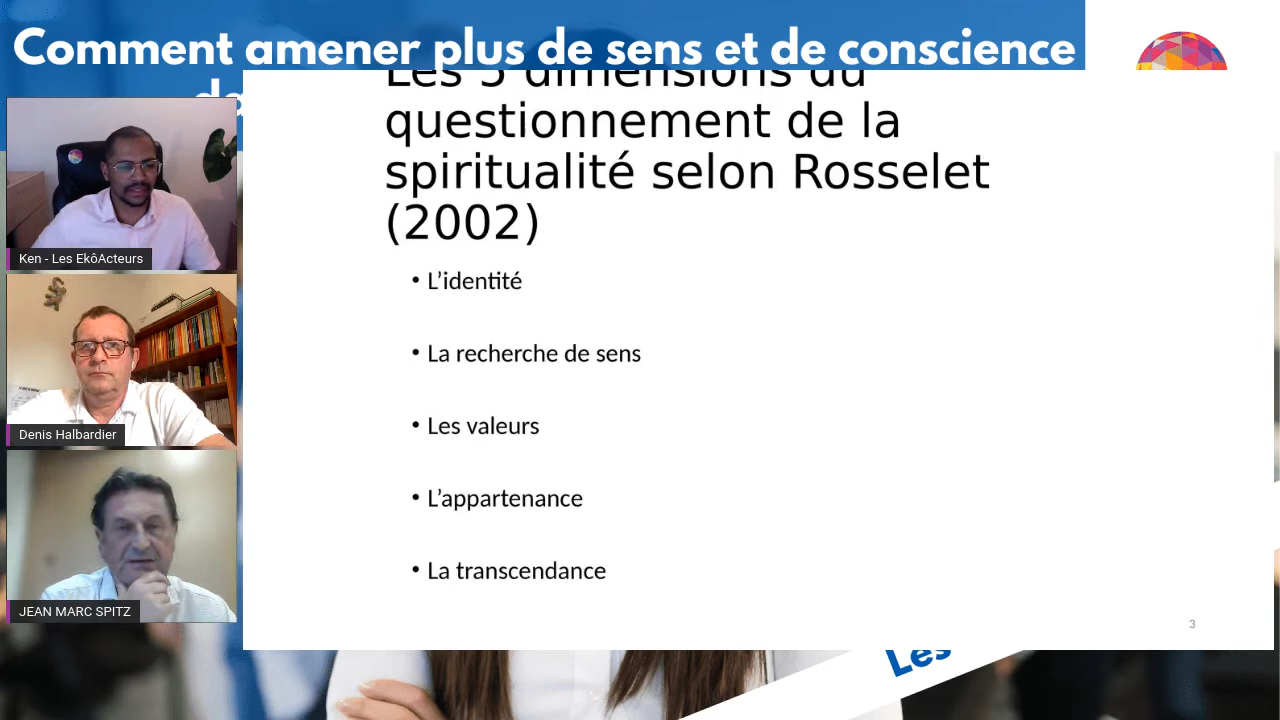 Comment amener plus de sens et de conscience
da
Les 5 dimensions du
questionnement de la
spiritualité selon Rosselet
(2002)
• L’identité
• La recherche de sens
• Les valeurs
• L’appartenance
• La transcendance
3
Ken - Les EkôActeurs
Denis Halbardier
JEAN MARC SPITZ
Les